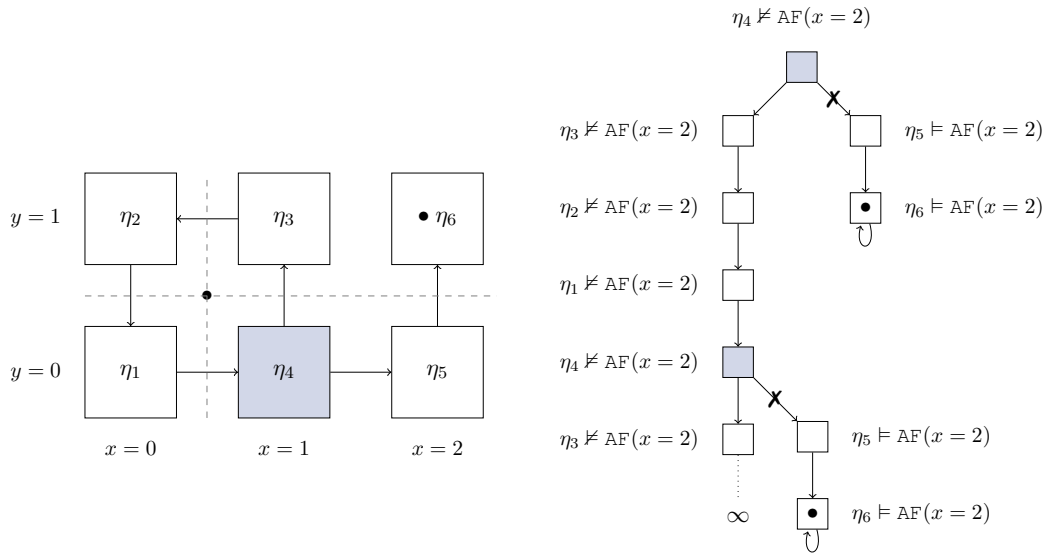 y = 1
η₂
η₃
η₆
y = 0
η₁
η₄
η₅
x = 0
x = 1
x = 2
η₄ ⊭ AF(x = 2)
✗
η₃ ⊭ AF(x = 2)
η₅ ⊨ AF(x = 2)
η₂ ⊭ AF(x = 2)
η₆ ⊨ AF(x = 2)
η₁ ⊭ AF(x = 2)
η₄ ⊭ AF(x = 2)
✗
η₃ ⊭ AF(x = 2)
η₅ ⊨ AF(x = 2)
∞
η₆ ⊨ AF(x = 2)